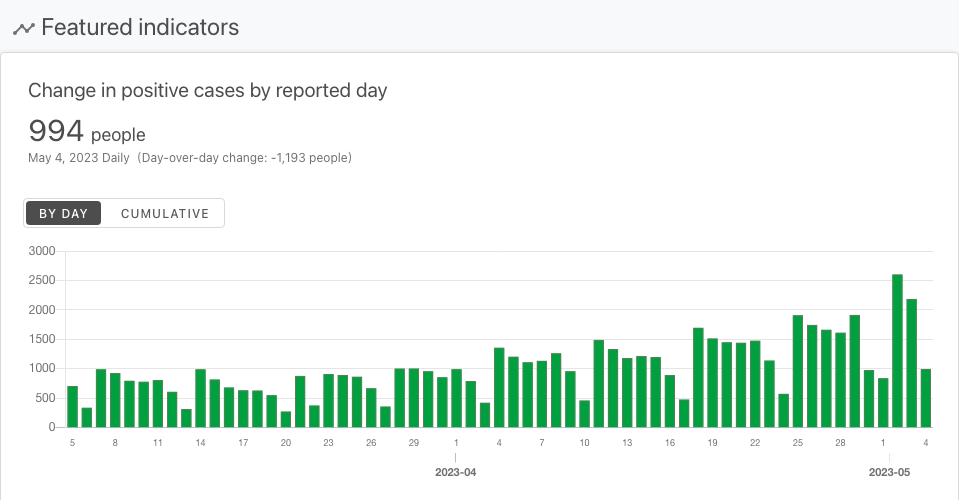 Featured indicators
Change in positive cases by reported day
994 people
May 4, 2023 Daily (Day-over-day change: -1,193 people)
BY DAY CUMULATIVE
3000
2500
2000
1500
1000
500
0
5 8 11 14 17 20 23 26 29 1 4 7 10 13 16 19 22 25 28 1 4
2023-04 2023-05